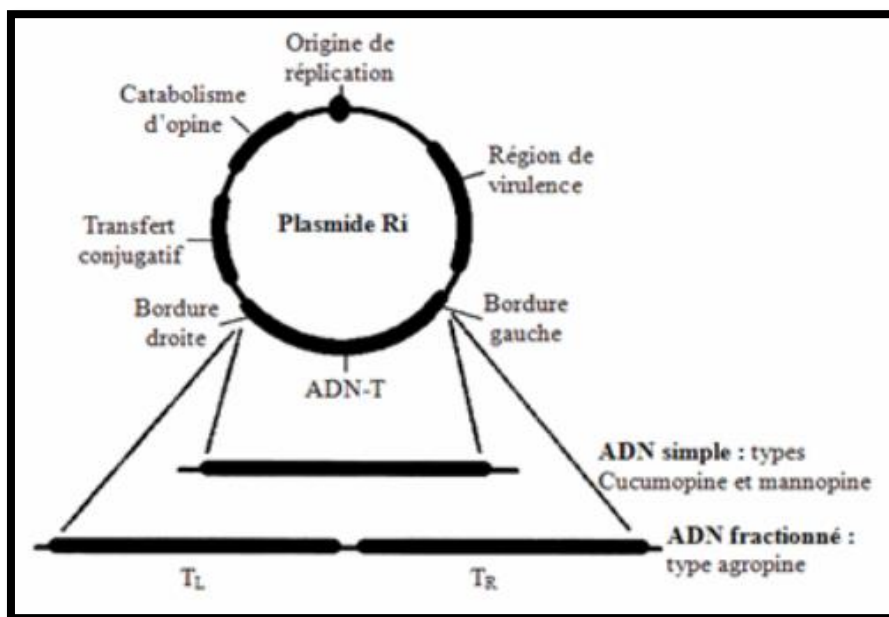 Origine de
réplication
Catabolisme
d'opine
Région de
virulence
Plasmide Ri
Transfert
conjugatif
Bordure
droite
Bordure
gauche
ADN-T
ADN simple : types
Cucumopine et mannopine
ADN fractionné :
type agropine
TL
TR